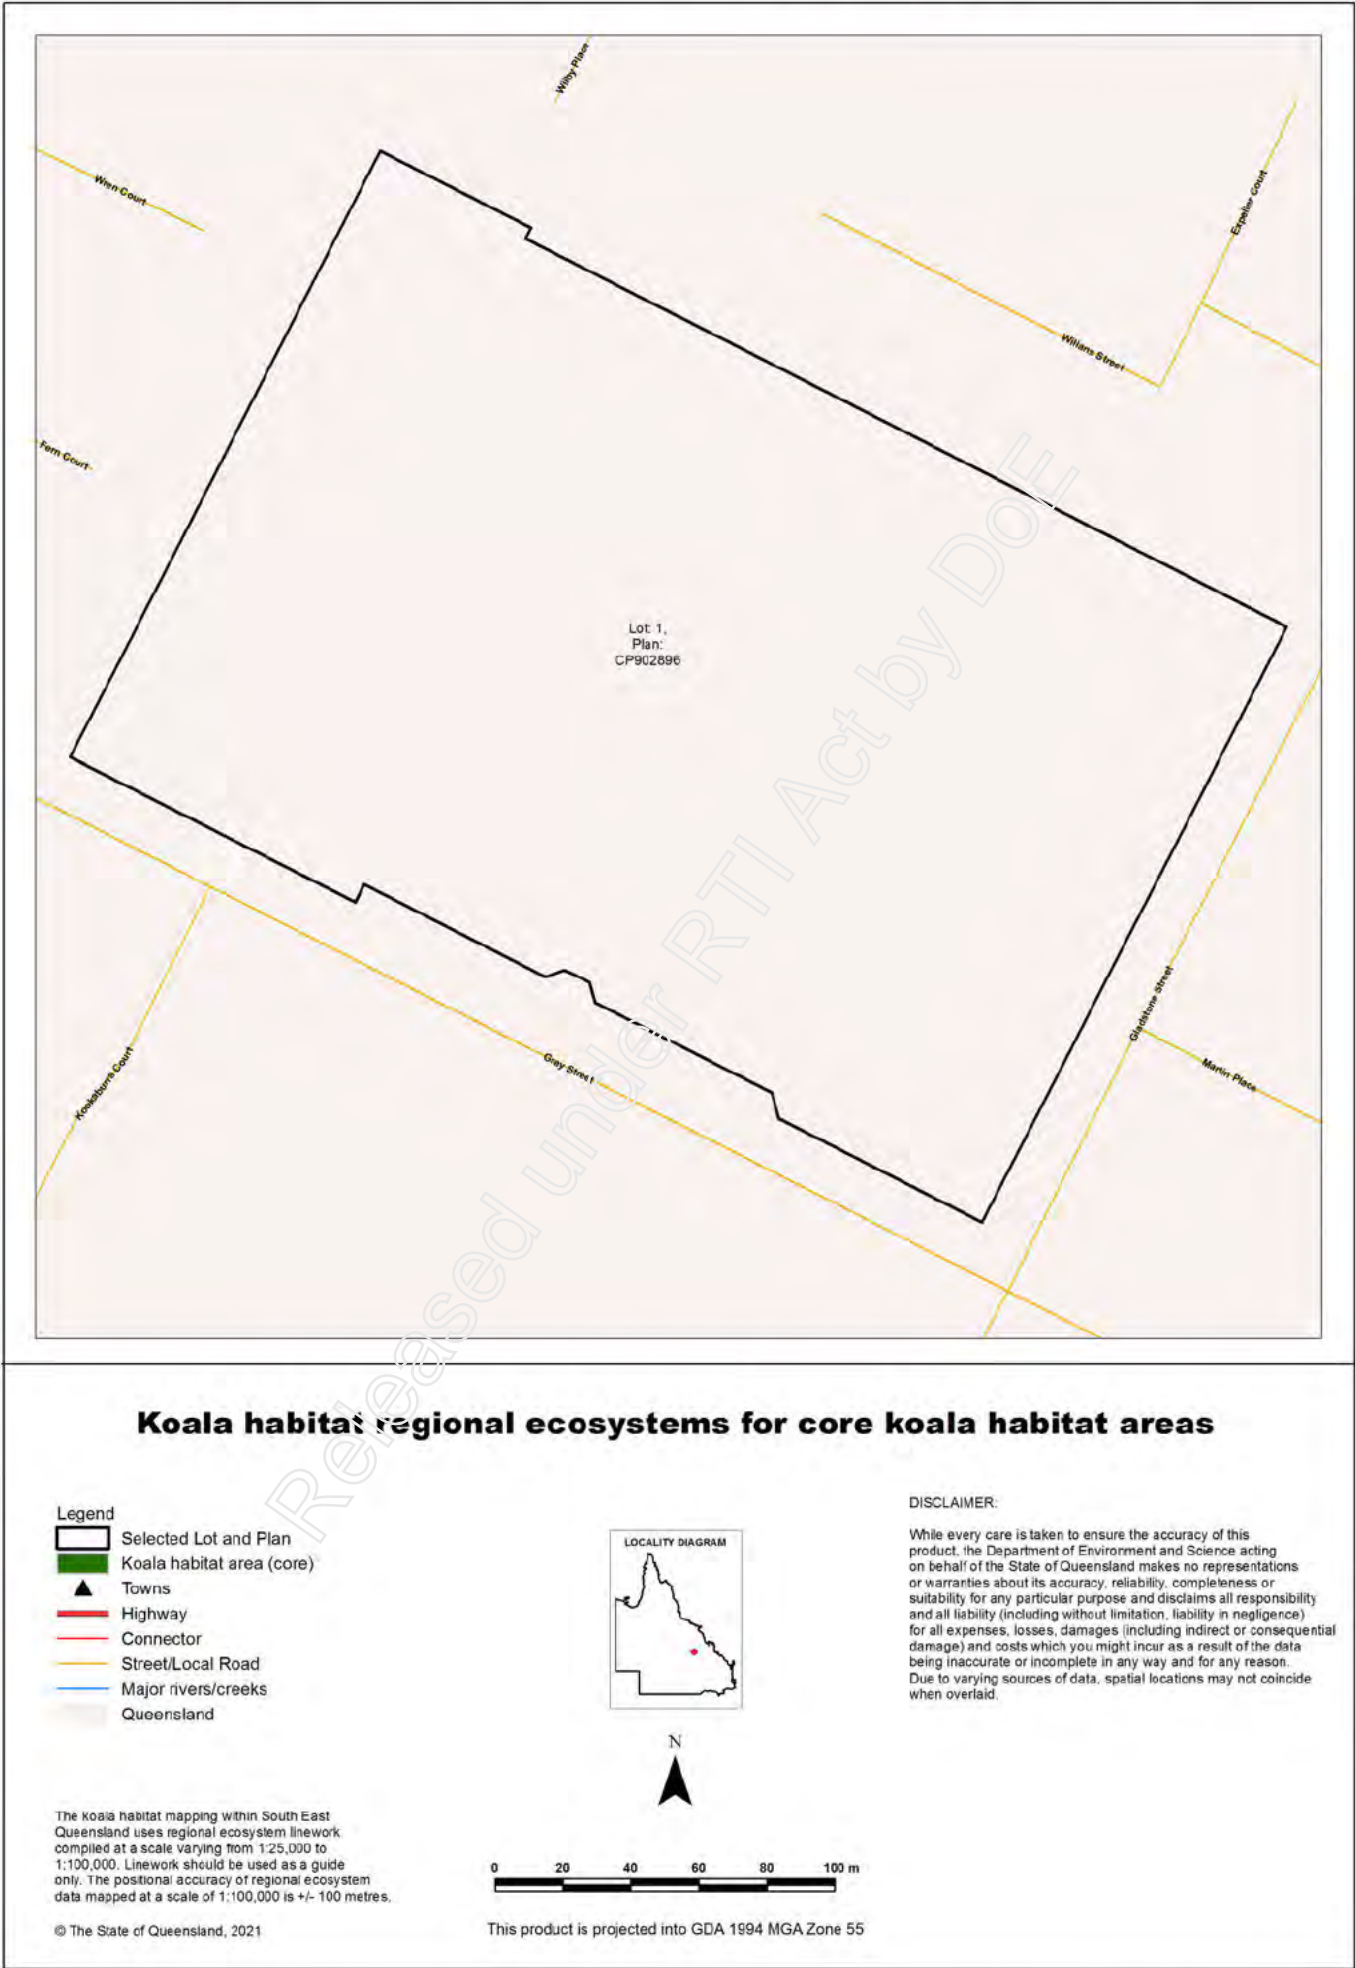 Wilby Place
Wren Court
Expelier Court
Willans Street
Fern Court
Lot: 1,
Plan:
CP902896
Gladstone Street
Martin Place
Grey Street
Kookaburra Court
Released under RTI Act by DoE
Koala habitat regional ecosystems for core koala habitat areas
Legend
Selected Lot and Plan
Koala habitat area (core)
Towns
Highway
Connector
Street/Local Road
Major rivers/creeks
Queensland
The koala habitat mapping within South East
Queensland uses regional ecosystem linework
compiled at a scale varying from 1:25,000 to
1:100,000. Linework should be used as a guide
only. The positional accuracy of regional ecosystem
data mapped at a scale of 1:100,000 is +/- 100 metres.
© The State of Queensland, 2021
LOCALITY DIAGRAM
N
0 20 40 60 80 100 m
This product is projected into GDA 1994 MGA Zone 55
DISCLAIMER:
While every care is taken to ensure the accuracy of this
product, the Department of Environment and Science acting
on behalf of the State of Queensland makes no representations
or warranties about its accuracy, reliability, completeness or
suitability for any particular purpose and disclaims all responsibility
and all liability (including without limitation, liability in negligence)
for all expenses, losses, damages (including indirect or consequential
damage) and costs which you might incur as a result of the data
being inaccurate or incomplete in any way and for any reason.
Due to varying sources of data, spatial locations may not coincide
when overlaid.